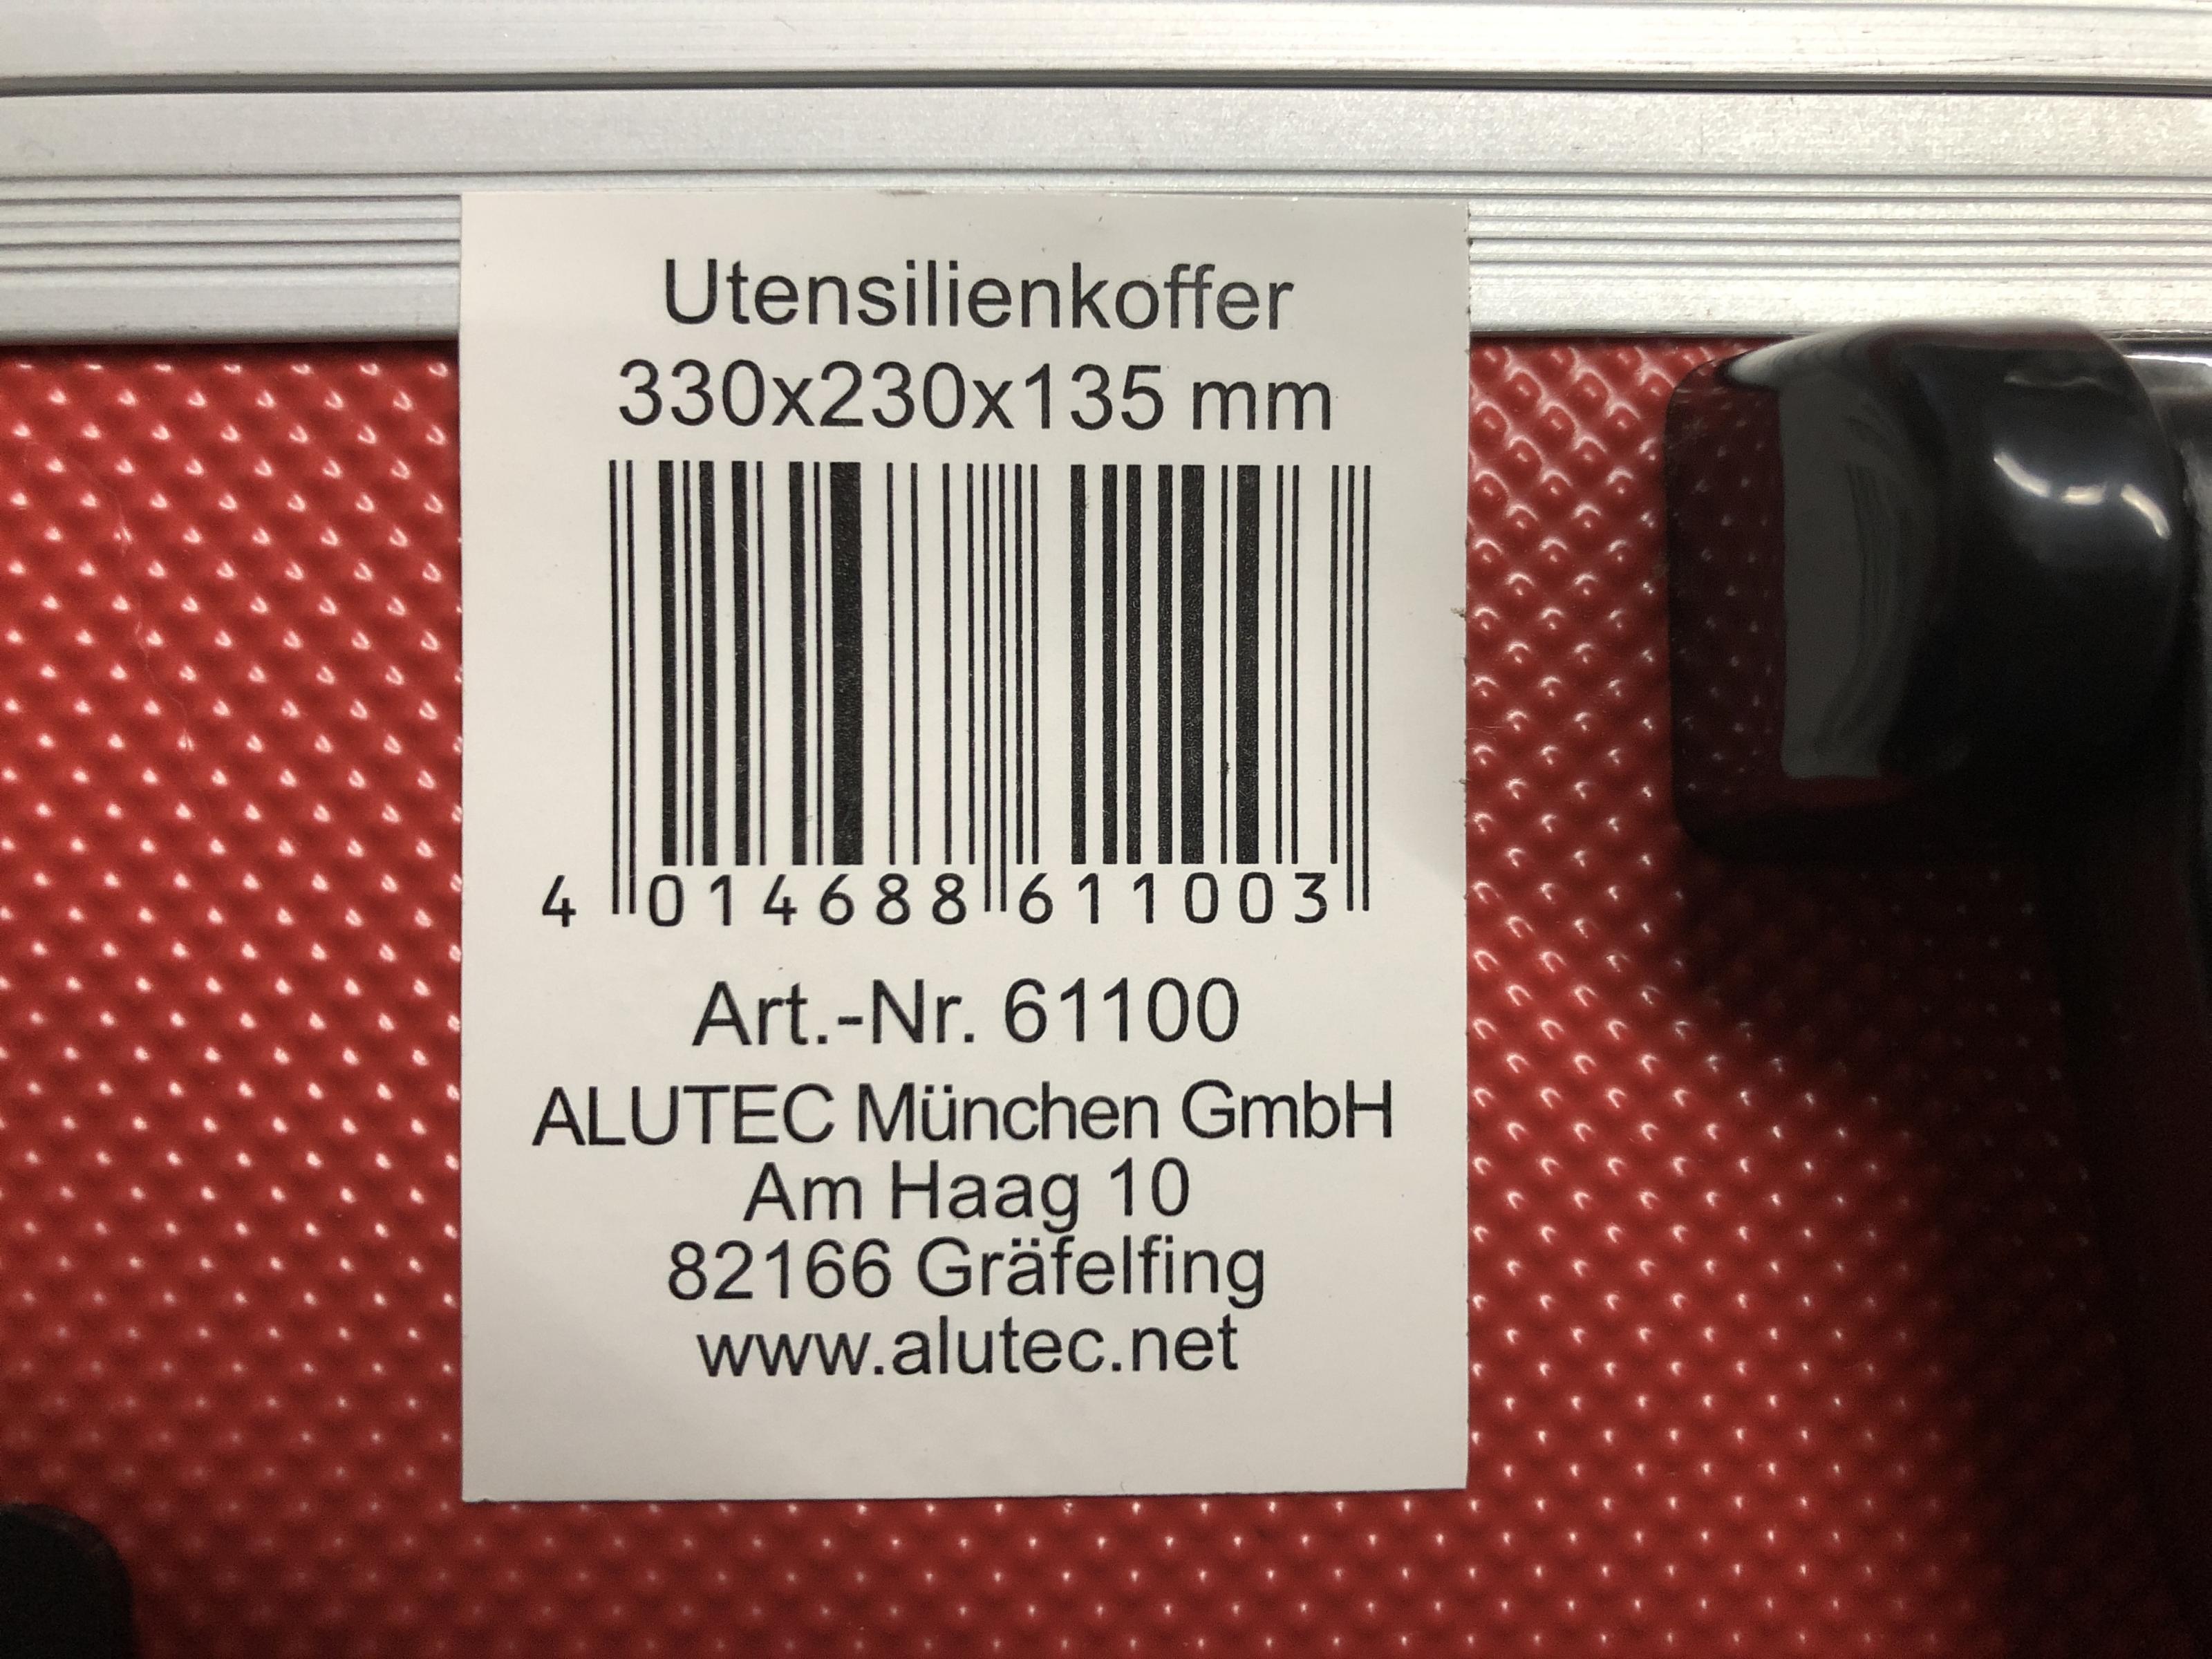 Utensilienkoffer
330x230x135 mm
4 014688 611003
Art.-Nr. 61100
ALUTEC München GmbH
Am Haag 10
82166 Gräfelfing
www.alutec.net